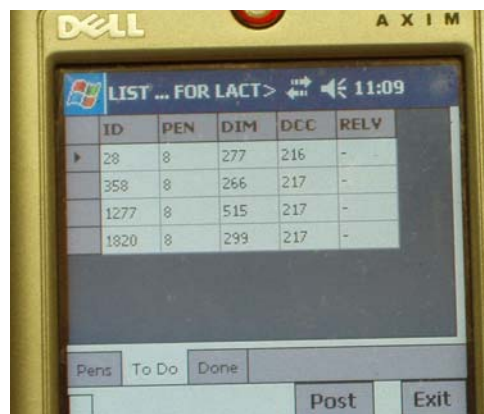 DELL AXIM
LIST ... FOR LACT> 11:09
ID PEN DIM DCC RELV
28 8 277 216 -
358 8 266 217 -
1277 8 515 217 -
1820 8 299 217 -
Pens To Do Done
Post Exit